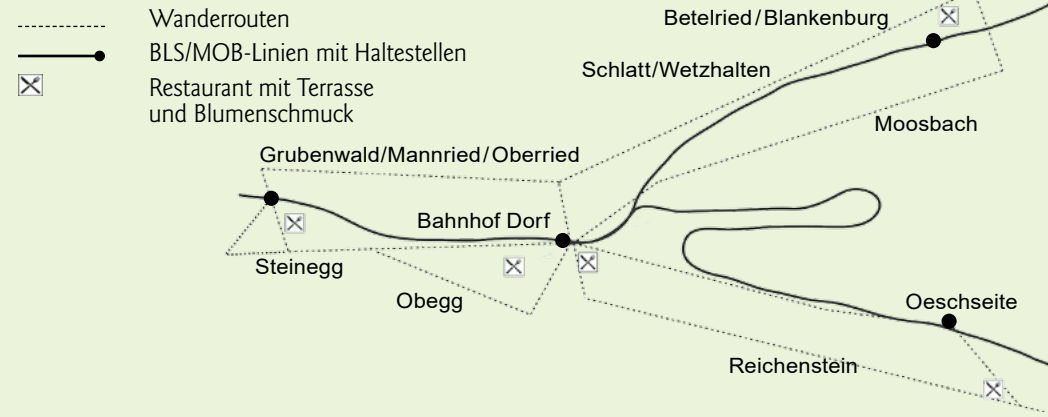 Wanderrouten
BLS/MOB-Linien mit Haltestellen
Restaurant mit Terrasse
und Blumenschmuck
Betelried/Blankenburg
Schlatt/Wetzhalten
Moosbach
Grubenwald/Mannried/Oberried
Bahnhof Dorf
Steinegg
Obegg
Oeschseite
Reichenstein